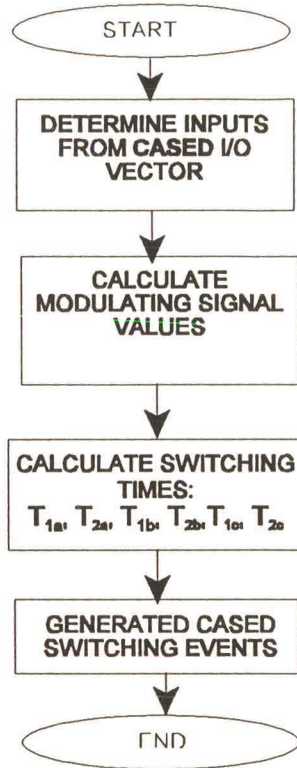 START
DETERMINE INPUTS
FROM CASED I/O
VECTOR
CALCULATE
MODULATING SIGNAL
VALUES
CALCULATE SWITCHING
TIMES:
T1a, T2a, T1b, T2b, T1c, T2c
GENERATED CASED
SWITCHING EVENTS
END